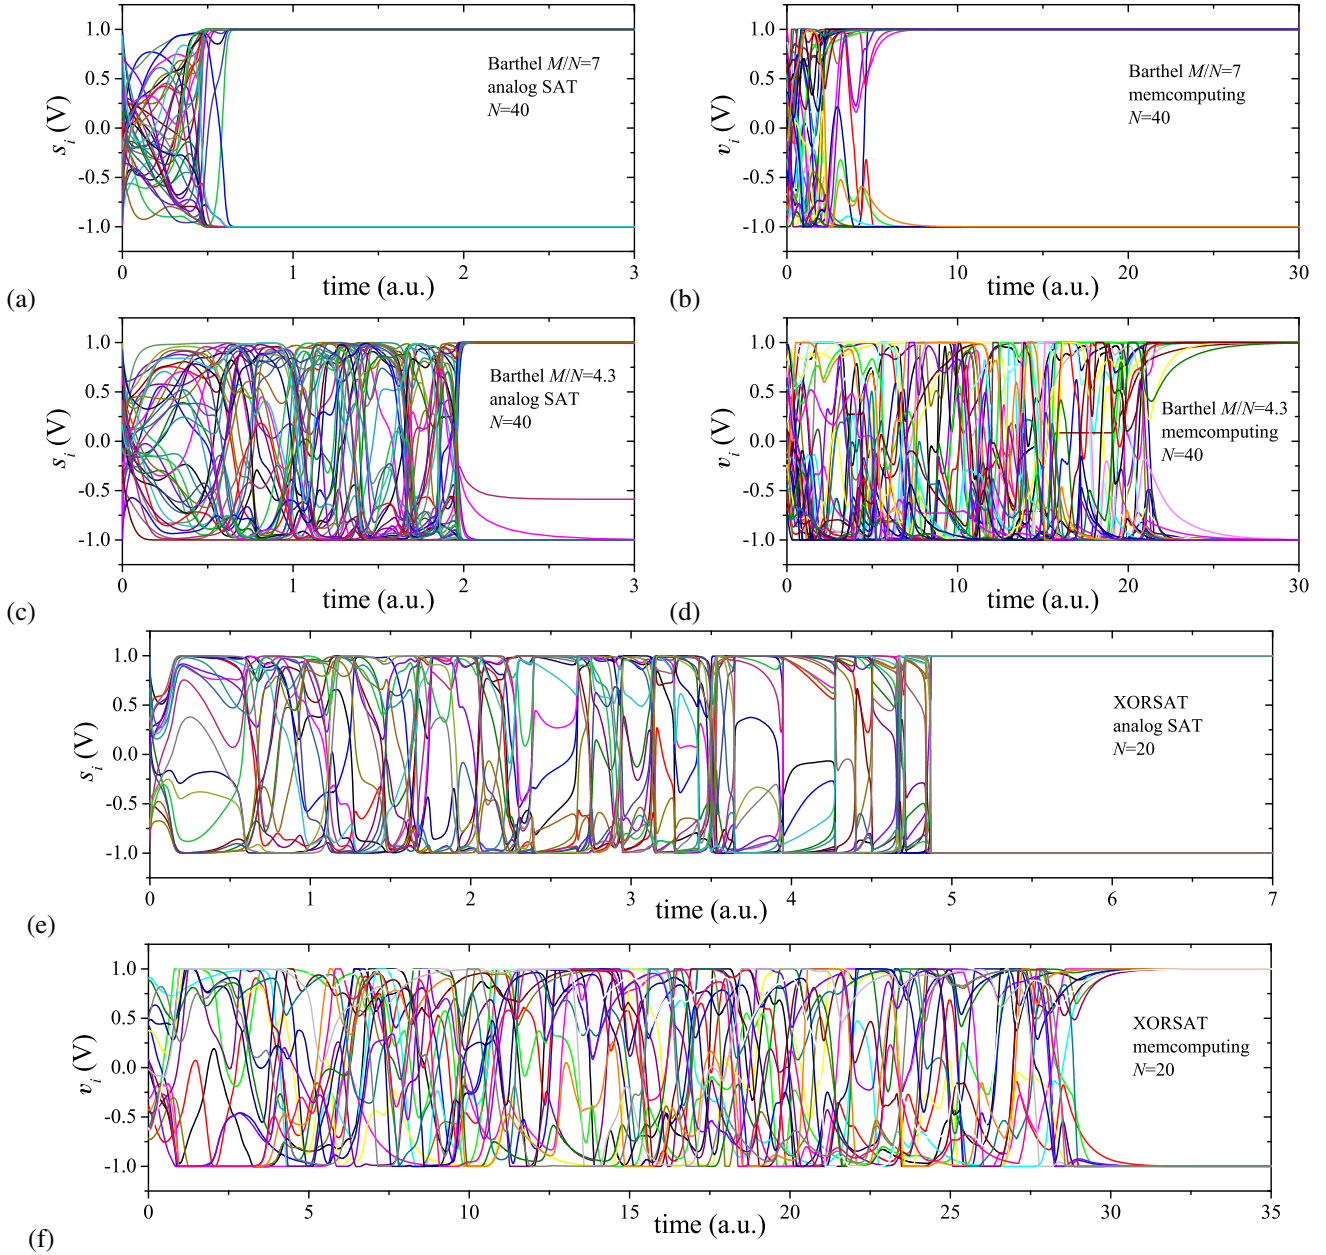 1.0
0.5
0.0
-0.5
-1.0
s_i (V)
Barthel M/N=7
analog SAT
N=40
0 1 2 3
time (a.u.)
(a)
1.0
0.5
0.0
-0.5
-1.0
v_i (V)
Barthel M/N=7
memcomputing
N=40
0 10 20 30
time (a.u.)
(b)
1.0
0.5
0.0
-0.5
-1.0
s_i (V)
Barthel M/N=4.3
analog SAT
N=40
0 1 2 3
time (a.u.)
(c)
1.0
0.5
0.0
-0.5
-1.0
v_i (V)
Barthel M/N=4.3
memcomputing
N=40
0 10 20 30
time (a.u.)
(d)
1.0
0.5
0.0
-0.5
-1.0
s_i (V)
XORSAT
analog SAT
N=20
0 1 2 3 4 5 6 7
time (a.u.)
(e)
1.0
0.5
0.0
-0.5
-1.0
v_i (V)
XORSAT
memcomputing
N=20
0 5 10 15 20 25 30 35
time (a.u.)
(f)